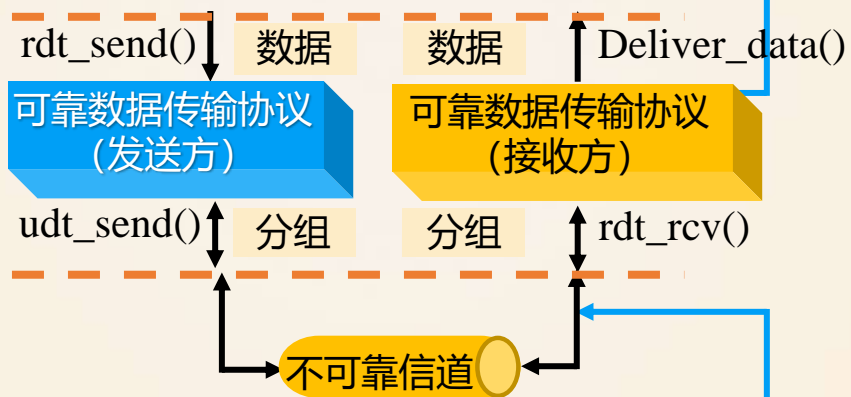 rdt_send()
数据
数据
Deliver_data()
可靠数据传输协议
（发送方）
可靠数据传输协议
（接收方）
udt_send()
分组
分组
rdt_rcv()
不可靠信道